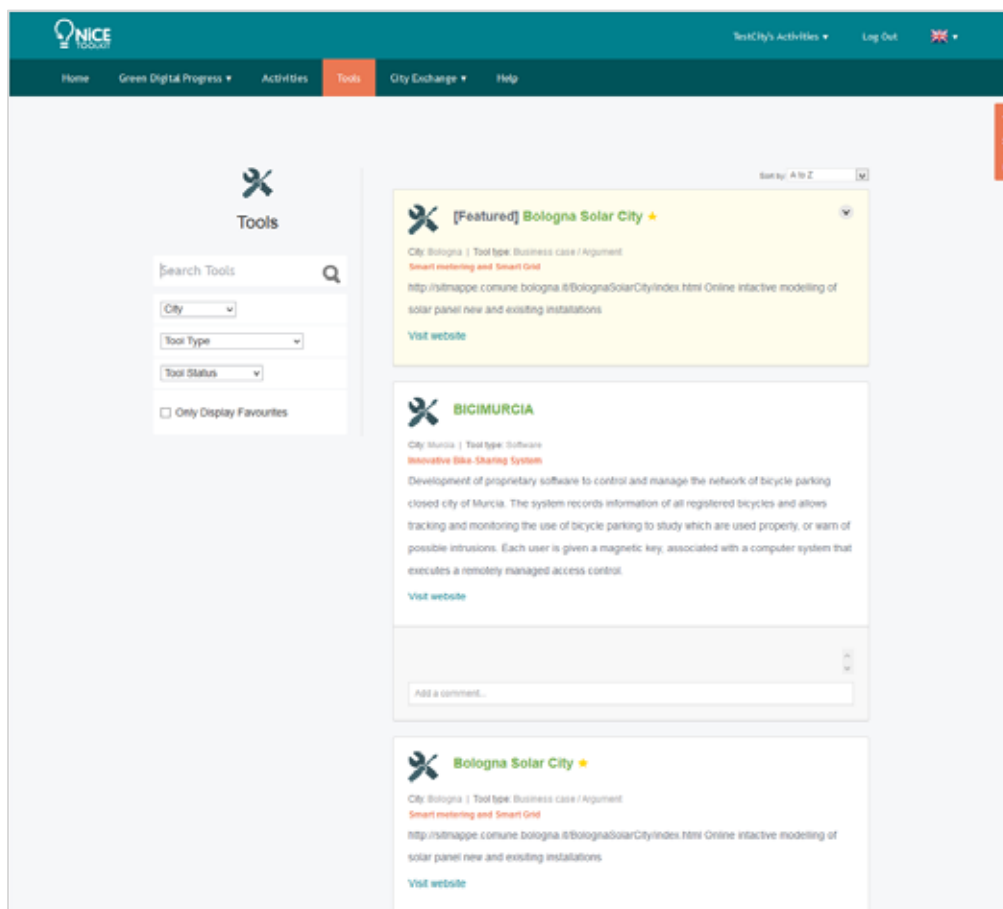 NiCE
TOOLKIT
TestCity's Activities ▾
Log Out
Home
Green Digital Progress ▾
Activities
Tools
City Exchange ▾
Help
Tools
Search Tools
City
Tool Type
Tool Status
Only Display Favourites
Sort by: A to Z
[Featured] Bologna Solar City
City: Bologna | Tool type: Business case / Argument
Smart metering and Smart Grid
http://sitmappe.comune.bologna.it/BolognaSolarCity/index.html Online intactive modelling of
solar panel new and exisiting installations
Visit website
BICIMURCIA
City: Murcia | Tool type: Software
Innovative Bike-Sharing System
Development of proprietary software to control and manage the network of bicycle parking
closed city of Murcia. The system records information of all registered bicycles and allows
tracking and monitoring the use of bicycle parking to study which are used property, or warn of
possible intrusions. Each user is given a magnetic key, associated with a computer system that
executes a remotely managed access control.
Visit website
Add a comment...
Bologna Solar City
City: Bologna | Tool type: Business case / Argument
Smart metering and Smart Grid
http://sitmappe.comune.bologna.it/BolognaSolarCity/index.html Online intactive modelling of
solar panel new and exisiting installations
Visit website